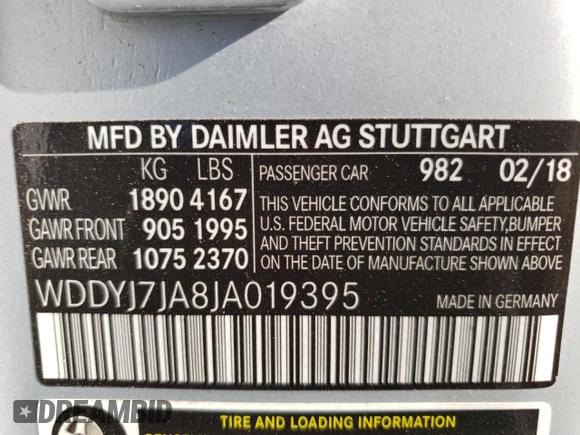 MFD BY DAIMLER AG STUTTGART
KG LBS PASSENGER CAR 982 02/18
GVWR 1890 4167
GAWR FRONT 905 1995
GAWR REAR 1075 2370
THIS VEHICLE CONFORMS TO ALL APPLICABLE
U.S. FEDERAL MOTOR VEHICLE SAFETY,BUMPER
AND THEFT PREVENTION STANDARDS IN EFFECT
ON THE DATE OF MANUFACTURE SHOWN ABOVE.
WDDYJ7JA8JA019395 MADE IN GERMANY
DREAMBID
TIRE AND LOADING INFORMATION